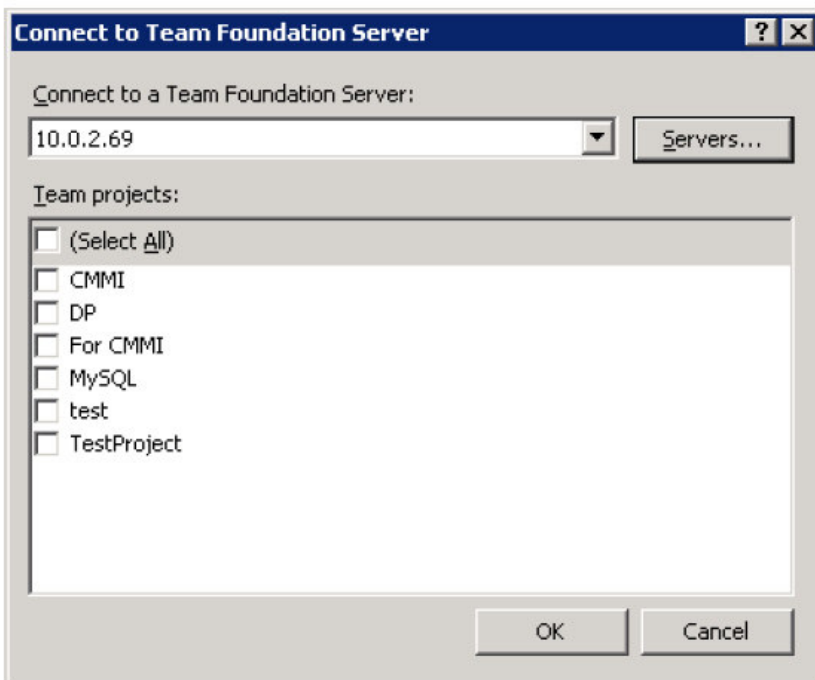 Connect to Team Foundation Server
Connect to a Team Foundation Server:
10.0.2.69
Servers...
Team projects:
(Select All)
CMMI
DP
For CMMI
MySQL
test
TestProject
OK
Cancel